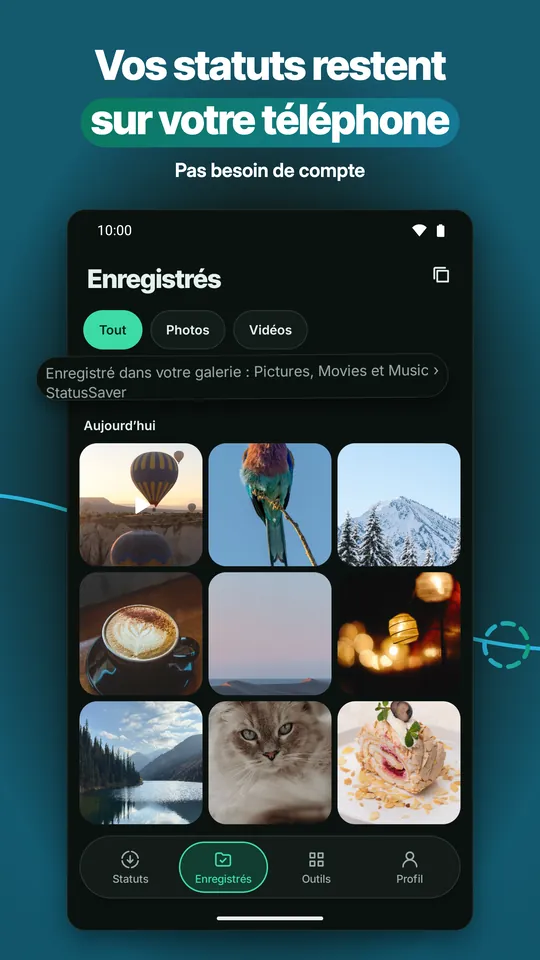 Vos statuts restent
sur votre téléphone
Pas besoin de compte
10:00
Enregistrés
Tout
Photos
Vidéos
Enregistré dans votre galerie : Pictures, Movies et Music ›
StatusSaver
Aujourd’hui
Statuts
Enregistrés
Outils
Profil